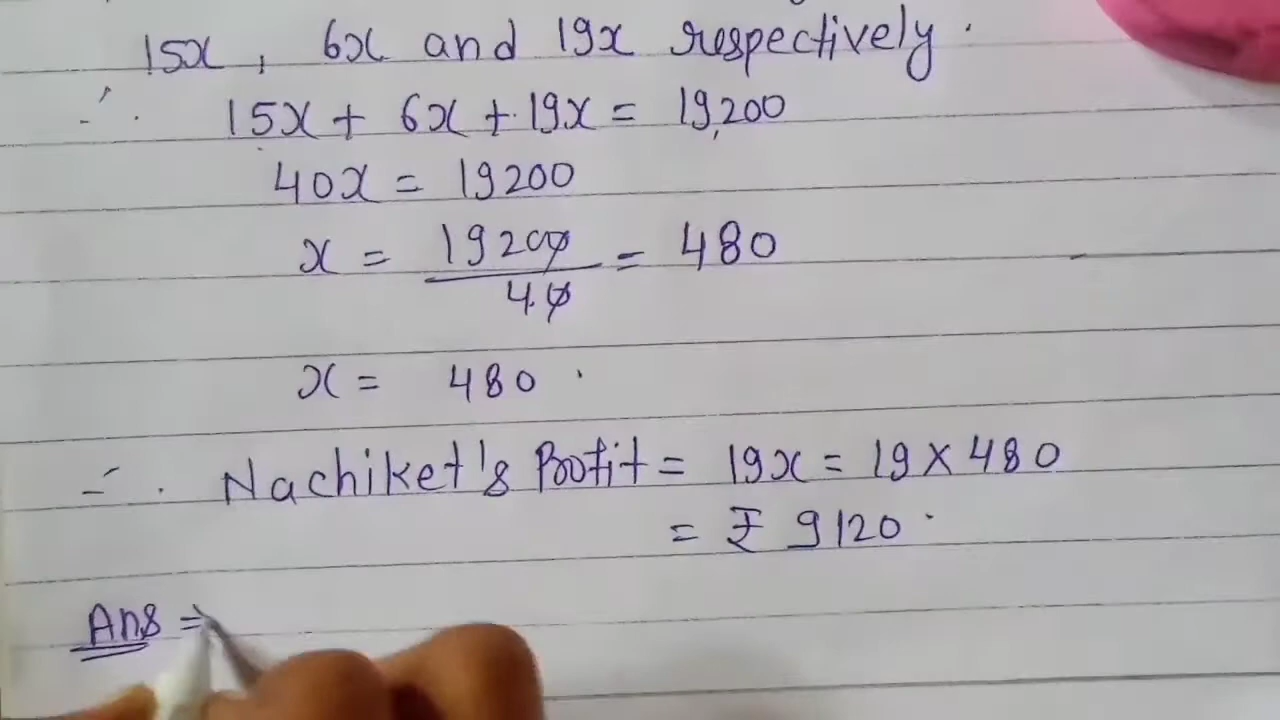 15x, 6x and 19x respectively.
∴ 15x + 6x + 19x = 19,200
40x = 19200
x = 19200/40 = 480
x = 480.
∴ Nachiket's Profit = 19x = 19 × 480
= ₹ 9120.
Ans =